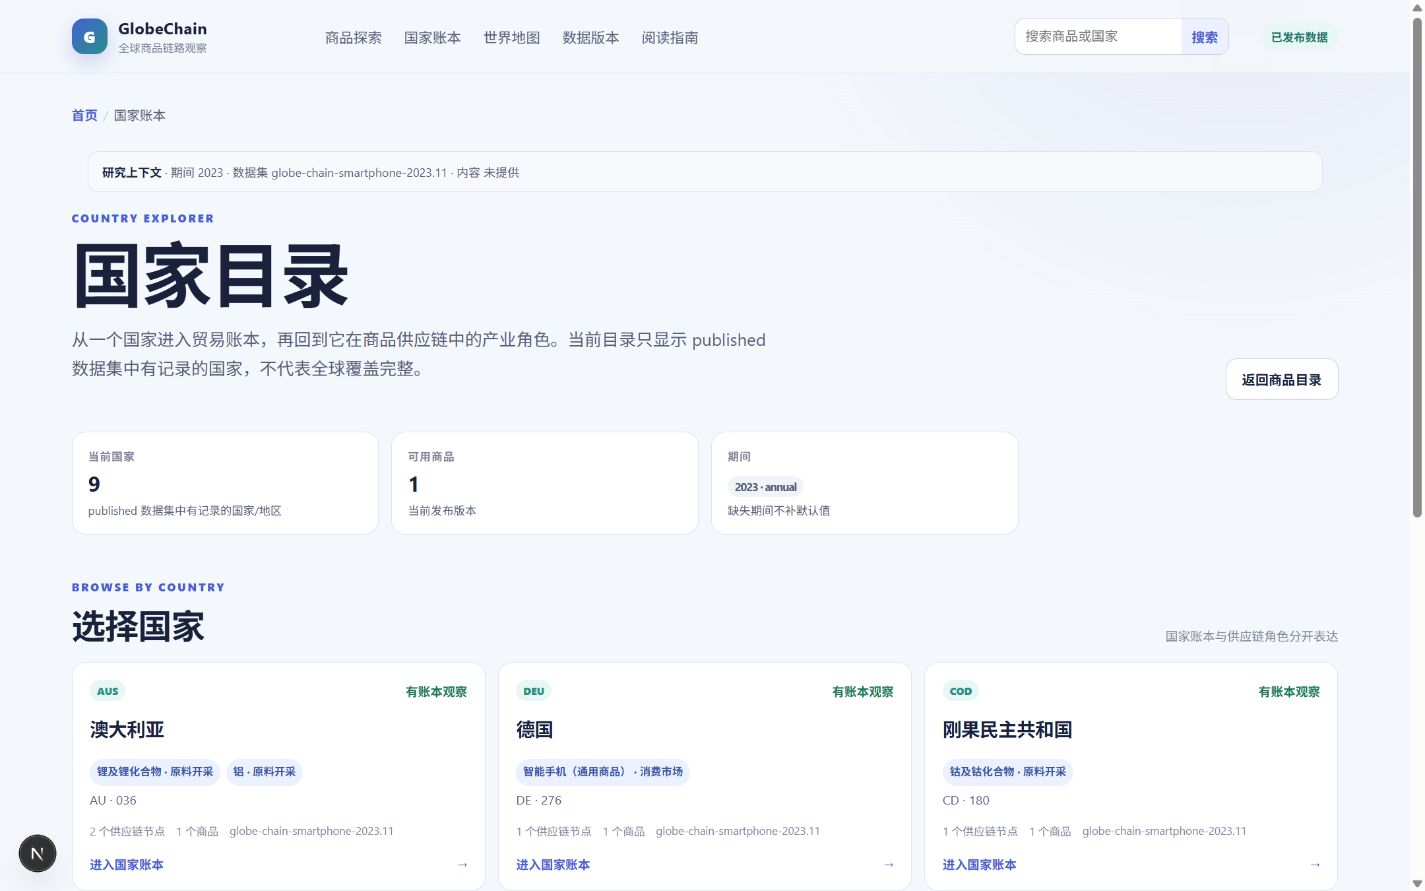 G
GlobeChain
全球商品链路观察
商品探索
国家账本
世界地图
数据版本
阅读指南
搜索商品或国家
搜索
已发布数据
首页 / 国家账本
研究上下文 · 期间 2023 · 数据集 globe-chain-smartphone-2023.11 · 内容 未提供
COUNTRY EXPLORER
国家目录
从一个国家进入贸易账本，再回到它在商品供应链中的产业角色。当前目录只显示 published
数据集中有记录的国家，不代表全球覆盖完整。
返回商品目录
当前国家
9
published 数据集中有记录的国家/地区
可用商品
1
当前发布版本
期间
2023 · annual
缺失期间不补默认值
BROWSE BY COUNTRY
选择国家
国家账本与供应链角色分开表达
AUS
有账本观察
澳大利亚
锂及锂化合物 · 原料开采
铝 · 原料开采
AU · 036
2 个供应链节点 1 个商品 globe-chain-smartphone-2023.11
进入国家账本 →
DEU
有账本观察
德国
智能手机（通用商品） · 消费市场
DE · 276
1 个供应链节点 1 个商品 globe-chain-smartphone-2023.11
进入国家账本 →
COD
有账本观察
刚果民主共和国
钴及钴化合物 · 原料开采
CD · 180
1 个供应链节点 1 个商品 globe-chain-smartphone-2023.11
进入国家账本 →
N